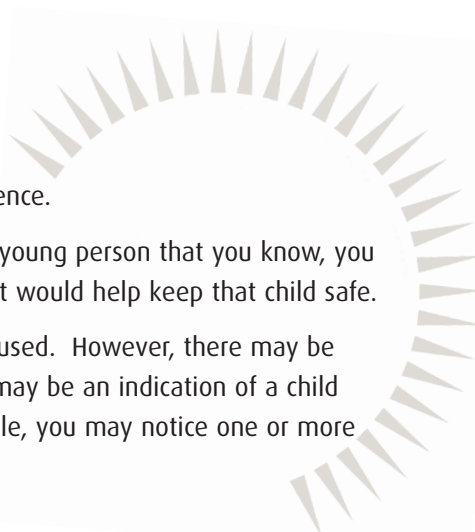 ence.
young person that you know, you
t would help keep that child safe.
used.  However, there may be
may be an indication of a child
le, you may notice one or more